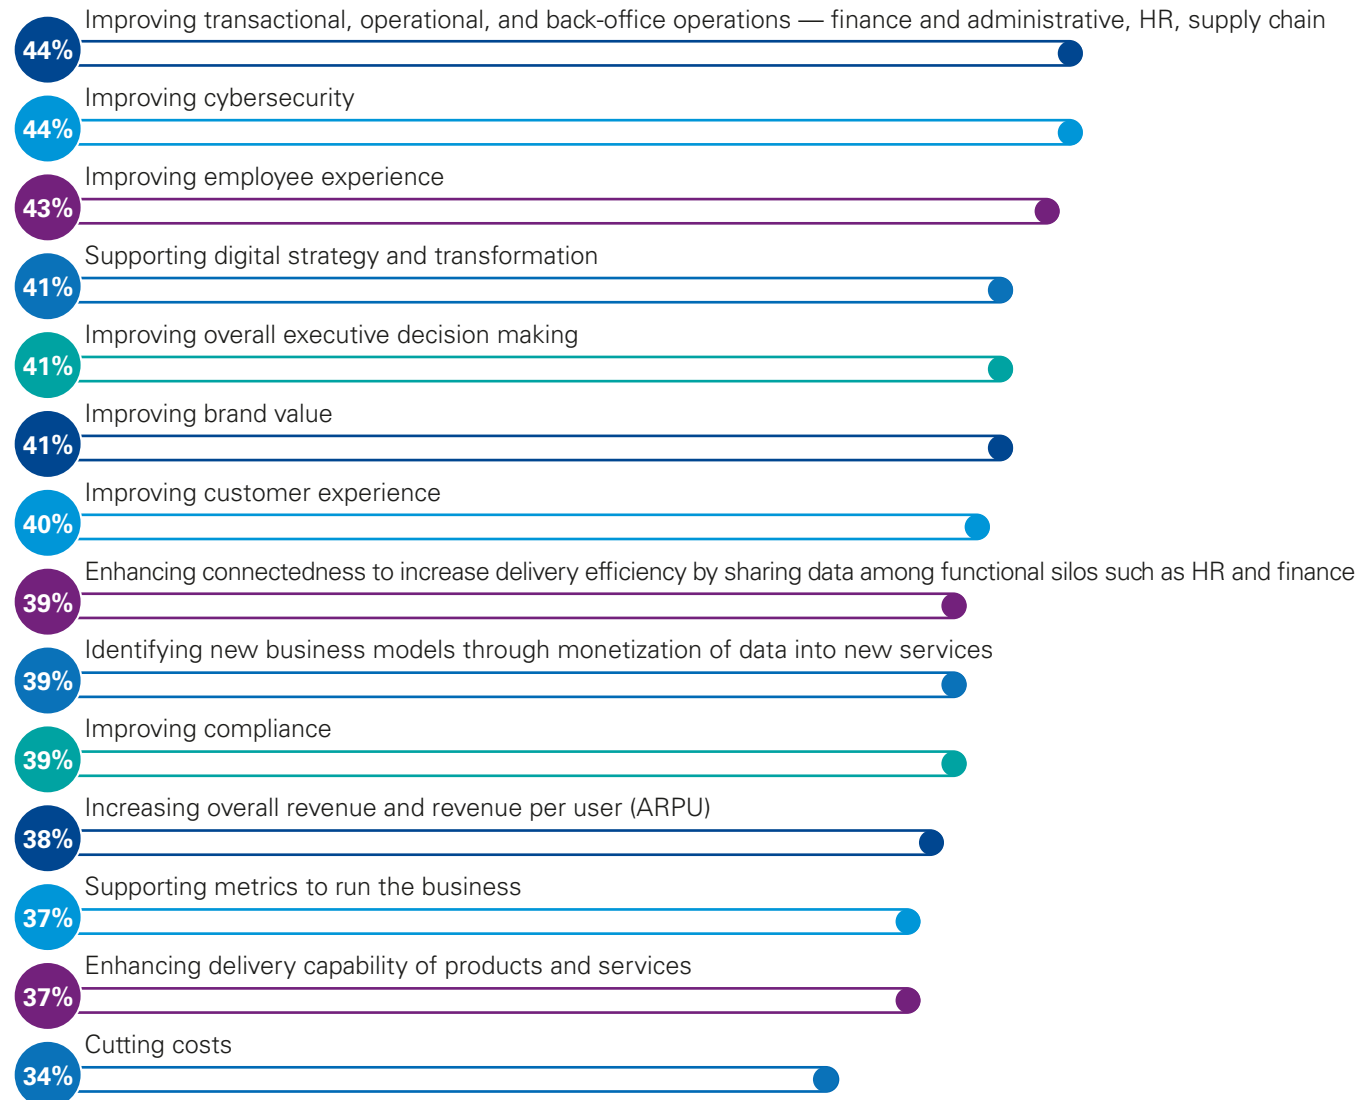 Improving transactional, operational, and back-office operations — finance and administrative, HR, supply chain
44%
Improving cybersecurity
44%
Improving employee experience
43%
Supporting digital strategy and transformation
41%
Improving overall executive decision making
41%
Improving brand value
41%
Improving customer experience
40%
Enhancing connectedness to increase delivery efficiency by sharing data among functional silos such as HR and finance
39%
Identifying new business models through monetization of data into new services
39%
Improving compliance
39%
Increasing overall revenue and revenue per user (ARPU)
38%
Supporting metrics to run the business
37%
Enhancing delivery capability of products and services
37%
Cutting costs
34%